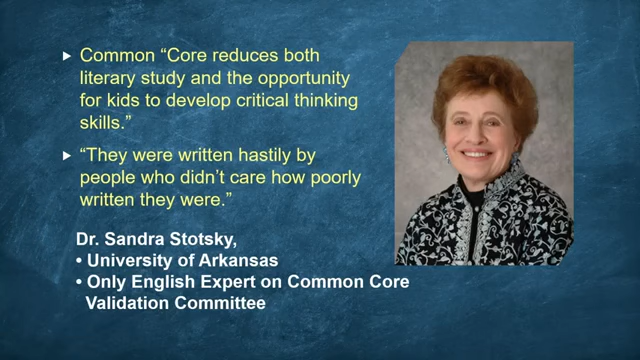 Common “Core reduces both
literary study and the opportunity
for kids to develop critical thinking
skills.”
“They were written hastily by
people who didn’t care how poorly
written they were.”
Dr. Sandra Stotsky,
• University of Arkansas
• Only English Expert on Common Core
Validation Committee